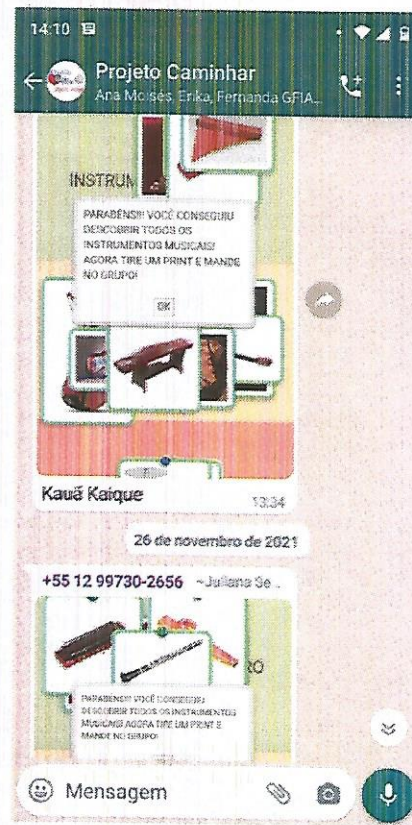 14:10
Projeto Caminhar
Ana Moisés, Erika, Fernanda GFIA...
INSTRUM
PARABÉNS!!! VOCÊ CONSEGUIU
DESCOBRIR TODOS OS
INSTRUMENTOS MUSICAIS!
AGORA TIRE UM PRINT E MANDE
NO GRUPO!
OK
Kauã Kaique
13:34
26 de novembro de 2021
+55 12 99730-2656 ~Juliana Se...
RO
PARABÉNS!!! VOCÊ CONSEGUIU
DESCOBRIR TODOS OS INSTRUMENTOS
MUSICAIS! AGORA TIRE UM PRINT E
MANDE NO GRUPO!
Mensagem